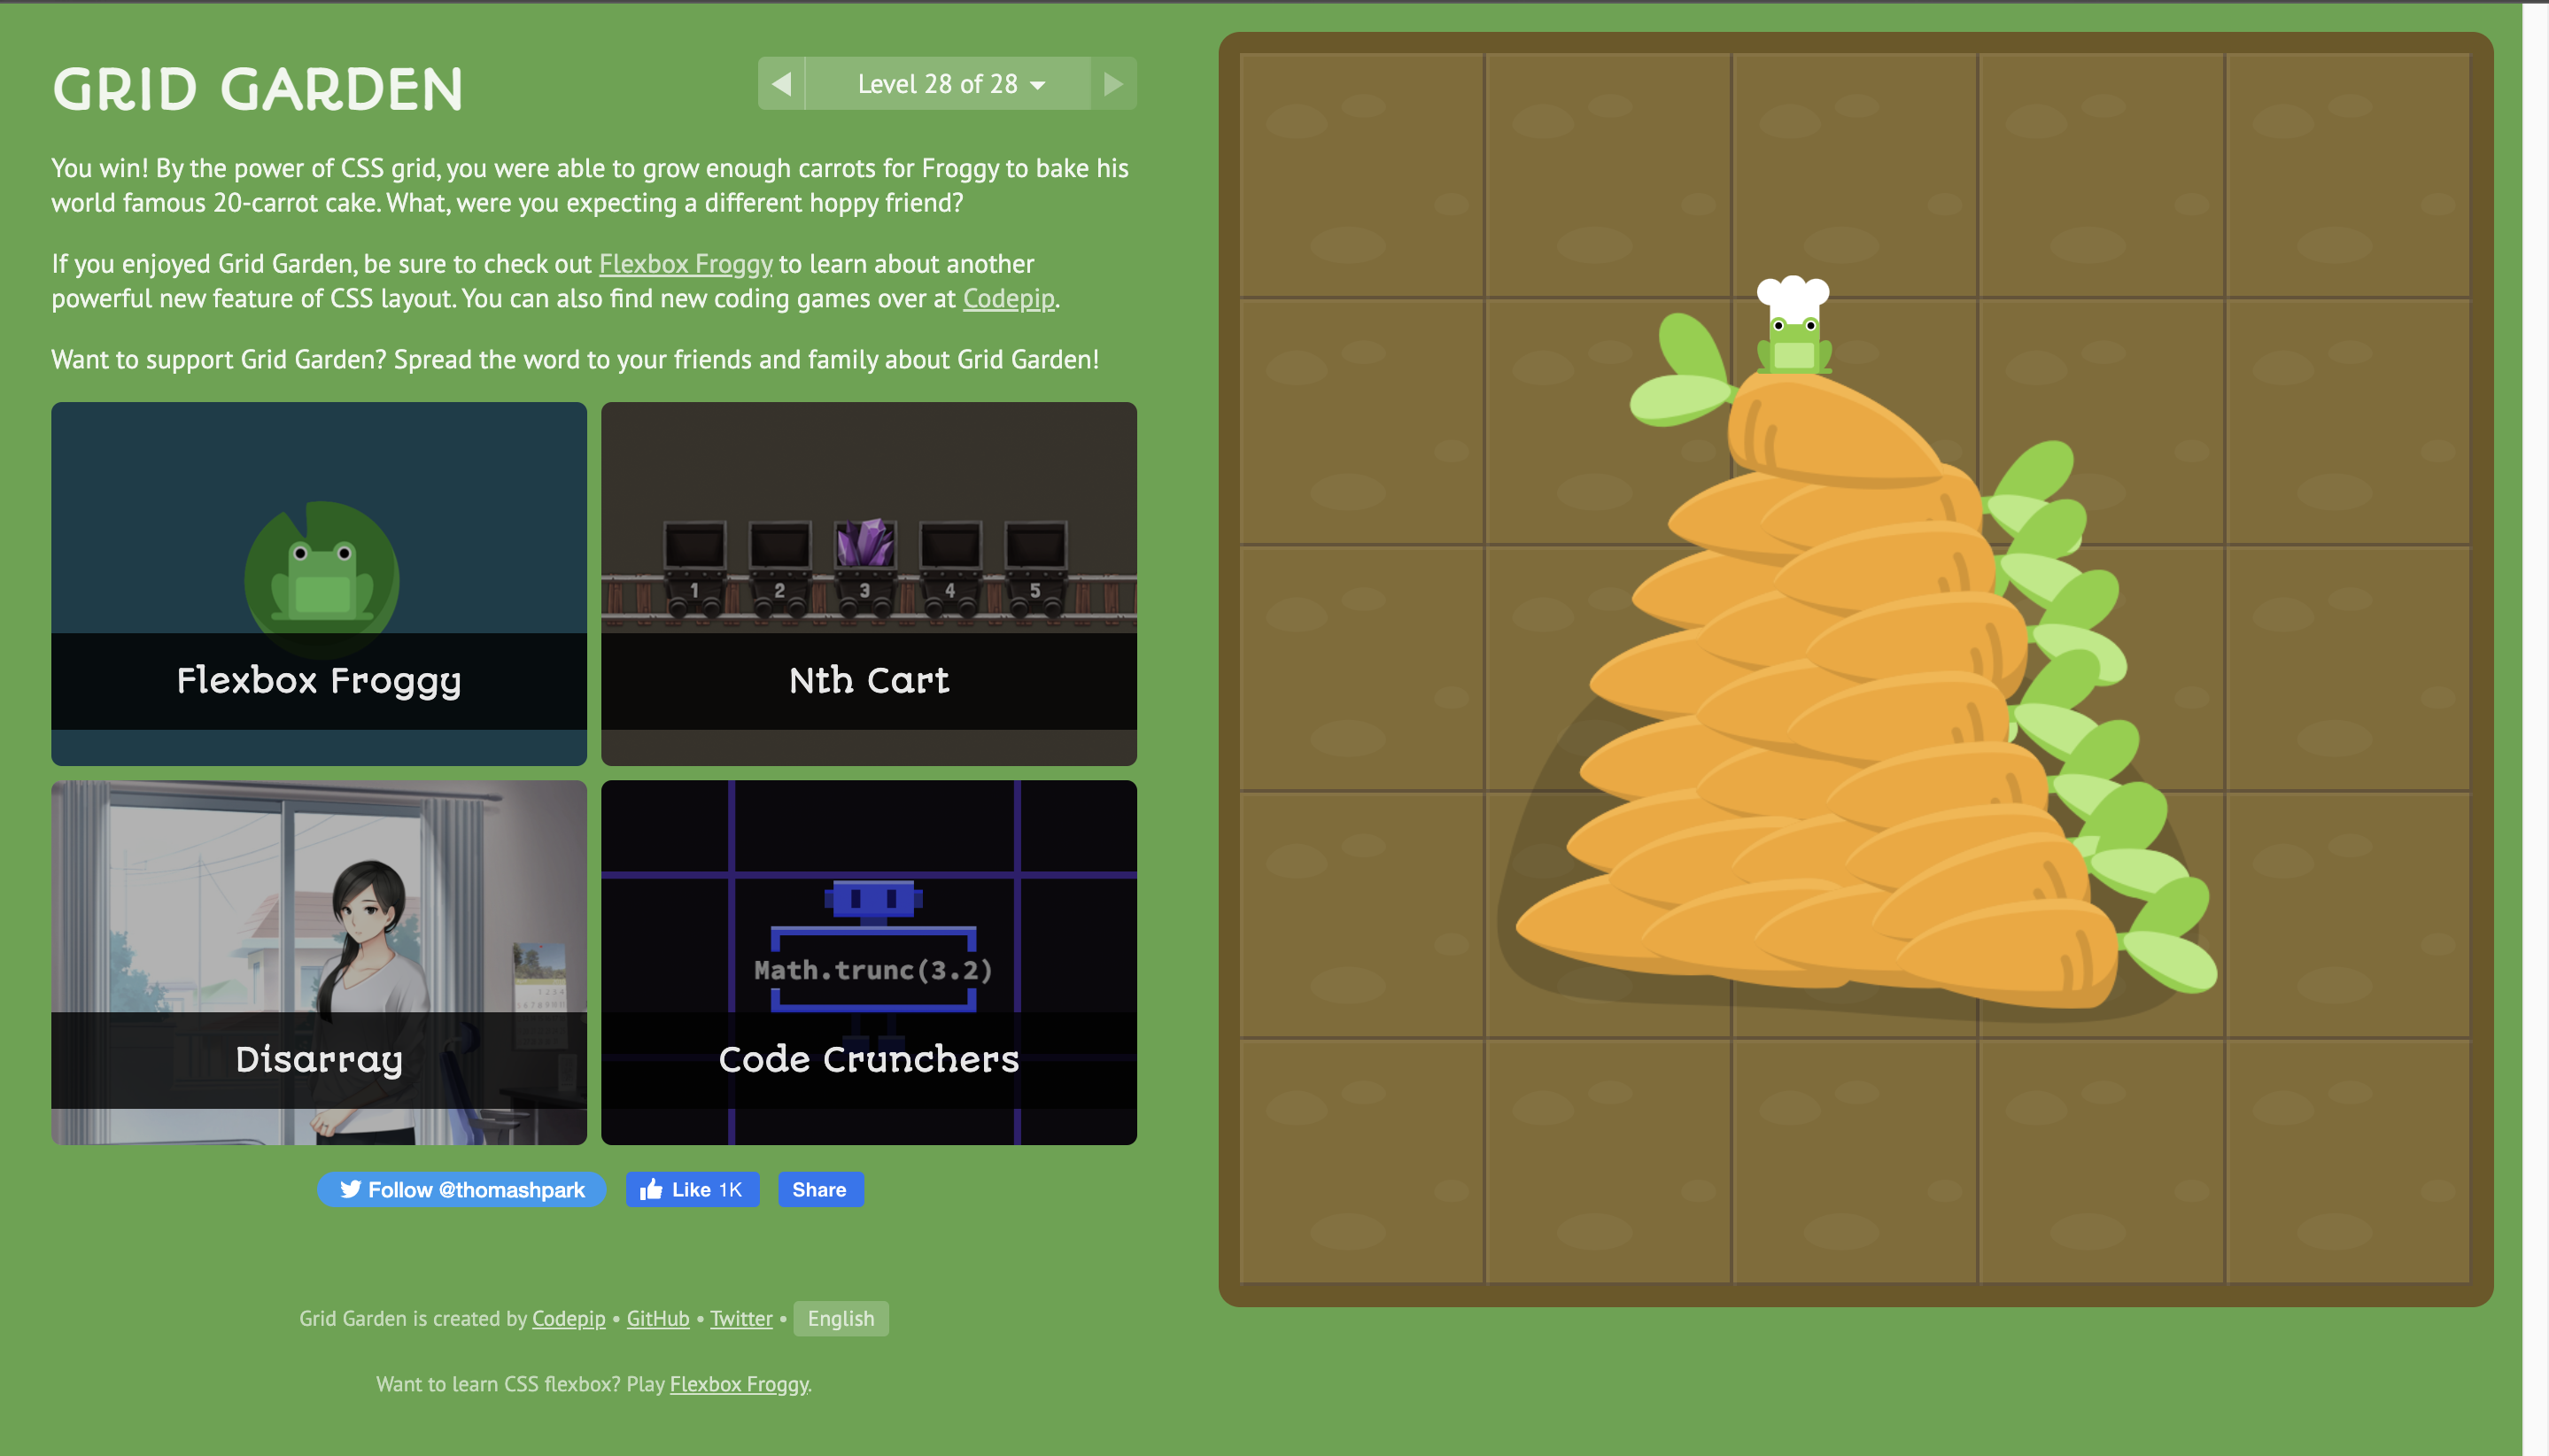 GRID GARDEN
Level 28 of 28
You win! By the power of CSS grid, you were able to grow enough carrots for Froggy to bake his
world famous 20-carrot cake. What, were you expecting a different hoppy friend?
If you enjoyed Grid Garden, be sure to check out Flexbox Froggy to learn about another
powerful new feature of CSS layout. You can also find new coding games over at Codepip.
Want to support Grid Garden? Spread the word to your friends and family about Grid Garden!
Flexbox Froggy
1 2 3 4 5
Nth Cart
Disarray
Math.trunc(3.2)
Code Crunchers
Follow @thomashpark
Like 1K
Share
Grid Garden is created by Codepip • GitHub • Twitter • English
Want to learn CSS flexbox? Play Flexbox Froggy.